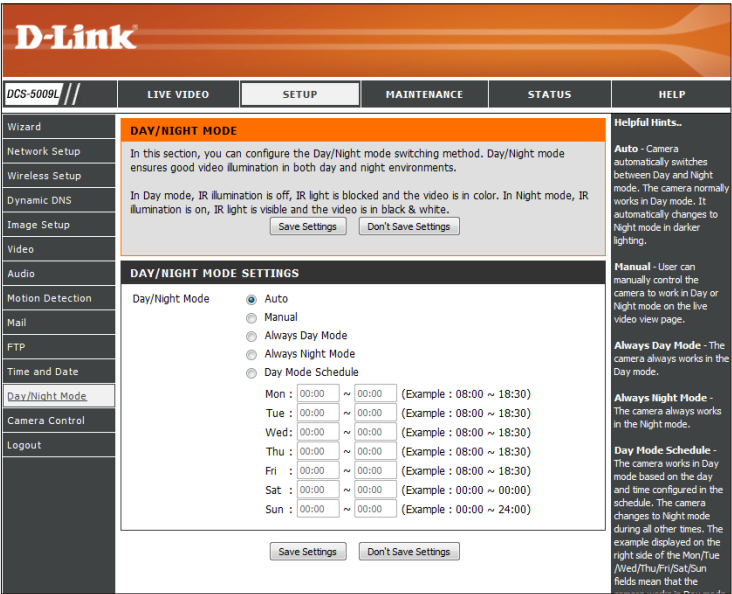 D-Link
DCS-5009L
LIVE VIDEO
SETUP
MAINTENANCE
STATUS
HELP
Wizard
Network Setup
Wireless Setup
Dynamic DNS
Image Setup
Video
Audio
Motion Detection
Mail
FTP
Time and Date
Day/Night Mode
Camera Control
Logout
DAY/NIGHT MODE
In this section, you can configure the Day/Night mode switching method. Day/Night mode
ensures good video illumination in both day and night environments.
In Day mode, IR illumination is off, IR light is blocked and the video is in color. In Night mode, IR
illumination is on, IR light is visible and the video is in black & white.
Save Settings Don't Save Settings
DAY/NIGHT MODE SETTINGS
Day/Night Mode Auto
Manual
Always Day Mode
Always Night Mode
Day Mode Schedule
Mon : 00:00 ~ 00:00 (Example : 08:00 ~ 18:30)
Tue : 00:00 ~ 00:00 (Example : 08:00 ~ 18:30)
Wed: 00:00 ~ 00:00 (Example : 08:00 ~ 18:30)
Thu : 00:00 ~ 00:00 (Example : 08:00 ~ 18:30)
Fri : 00:00 ~ 00:00 (Example : 08:00 ~ 18:30)
Sat : 00:00 ~ 00:00 (Example : 00:00 ~ 00:00)
Sun : 00:00 ~ 00:00 (Example : 00:00 ~ 24:00)
Save Settings Don't Save Settings
Helpful Hints..
Auto - Camera
automatically switches
between Day and Night
mode. The camera normally
works in Day mode. It
automatically changes to
Night mode in darker
lighting.
Manual - User can
manually control the
camera to work in Day or
Night mode on the live
video view page.
Always Day Mode - The
camera always works in the
Day mode.
Always Night Mode -
The camera always works
in the Night mode.
Day Mode Schedule -
The camera works in Day
mode based on the day
and time configured in the
schedule. The camera
changes to Night mode
during all other times. The
example displayed on the
right side of the Mon/Tue
/Wed/Thu/Fri/Sat/Sun
fields mean that the
camera works in Day mode